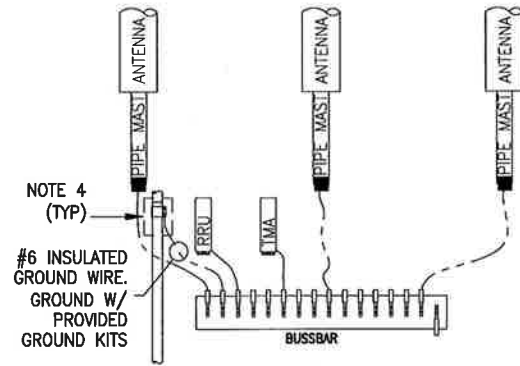 ANTENNA
PIPE MAST
ANTENNA
PIPE MAST
ANTENNA
PIPE MAST
NOTE 4
(TYP)
RRU
TMA
#6 INSULATED
GROUND WIRE.
GROUND W/
PROVIDED
GROUND KITS
BUSSBAR